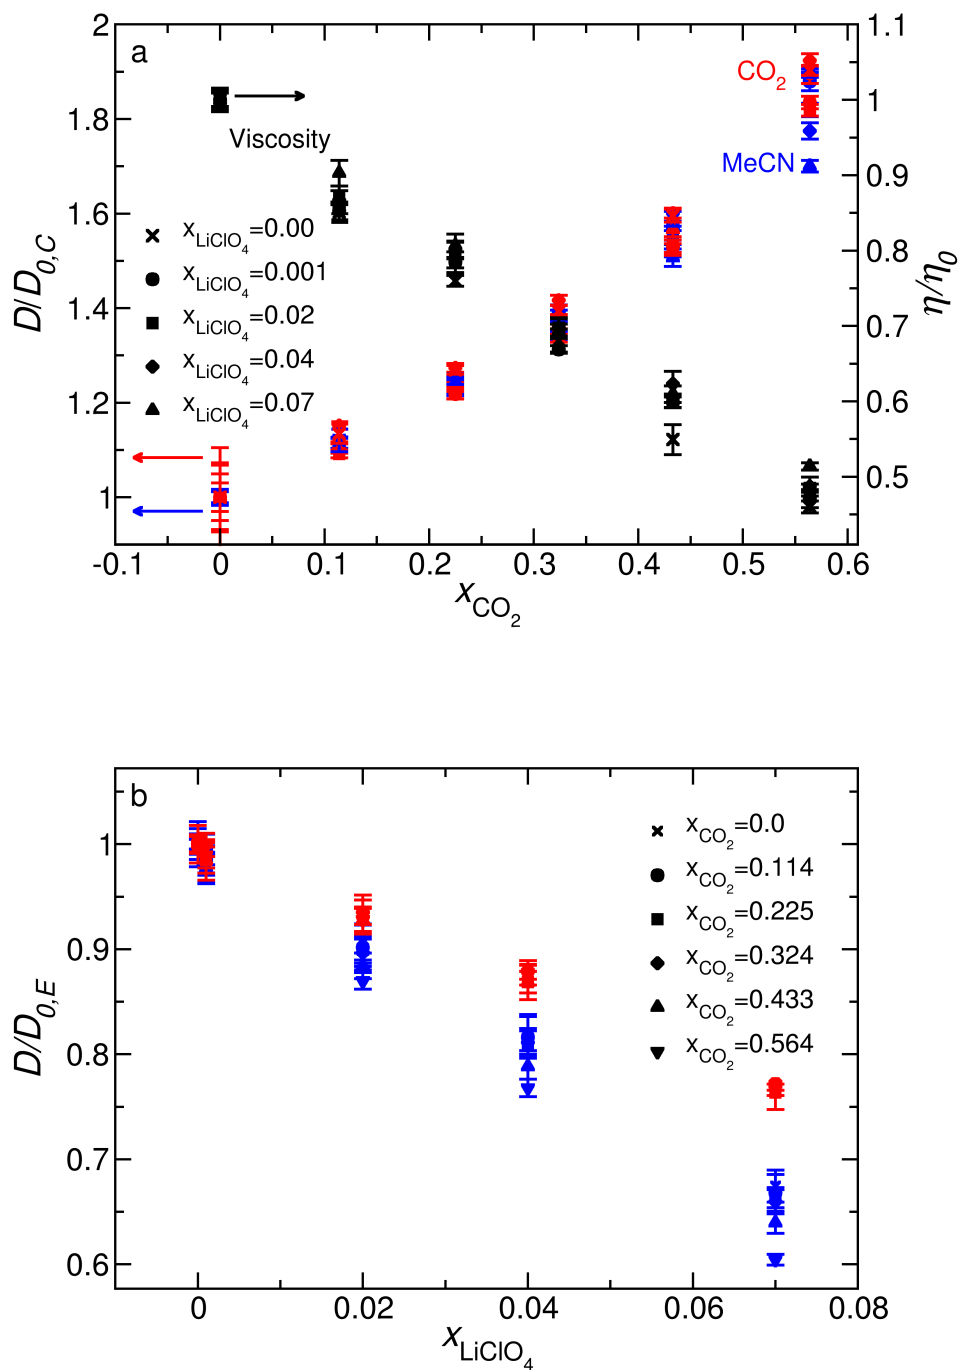 2
1.1
a
CO2
1
1.8
Viscosity
MeCN
0.9
xLiClO4=0.00
1.6
0.8
xLiClO4=0.001
D/D0,C
η/η0
xLiClO4=0.02
1.4
0.7
xLiClO4=0.04
xLiClO4=0.07
1.2
0.6
1
0.5
-0.1 0 0.1 0.2 0.3 0.4 0.5 0.6
xCO2
b
xCO2=0.0
1
xCO2=0.114
xCO2=0.225
0.9
xCO2=0.324
D/D0,E
xCO2=0.433
0.8
xCO2=0.564
0.7
0.6
0 0.02 0.04 0.06 0.08
xLiClO4